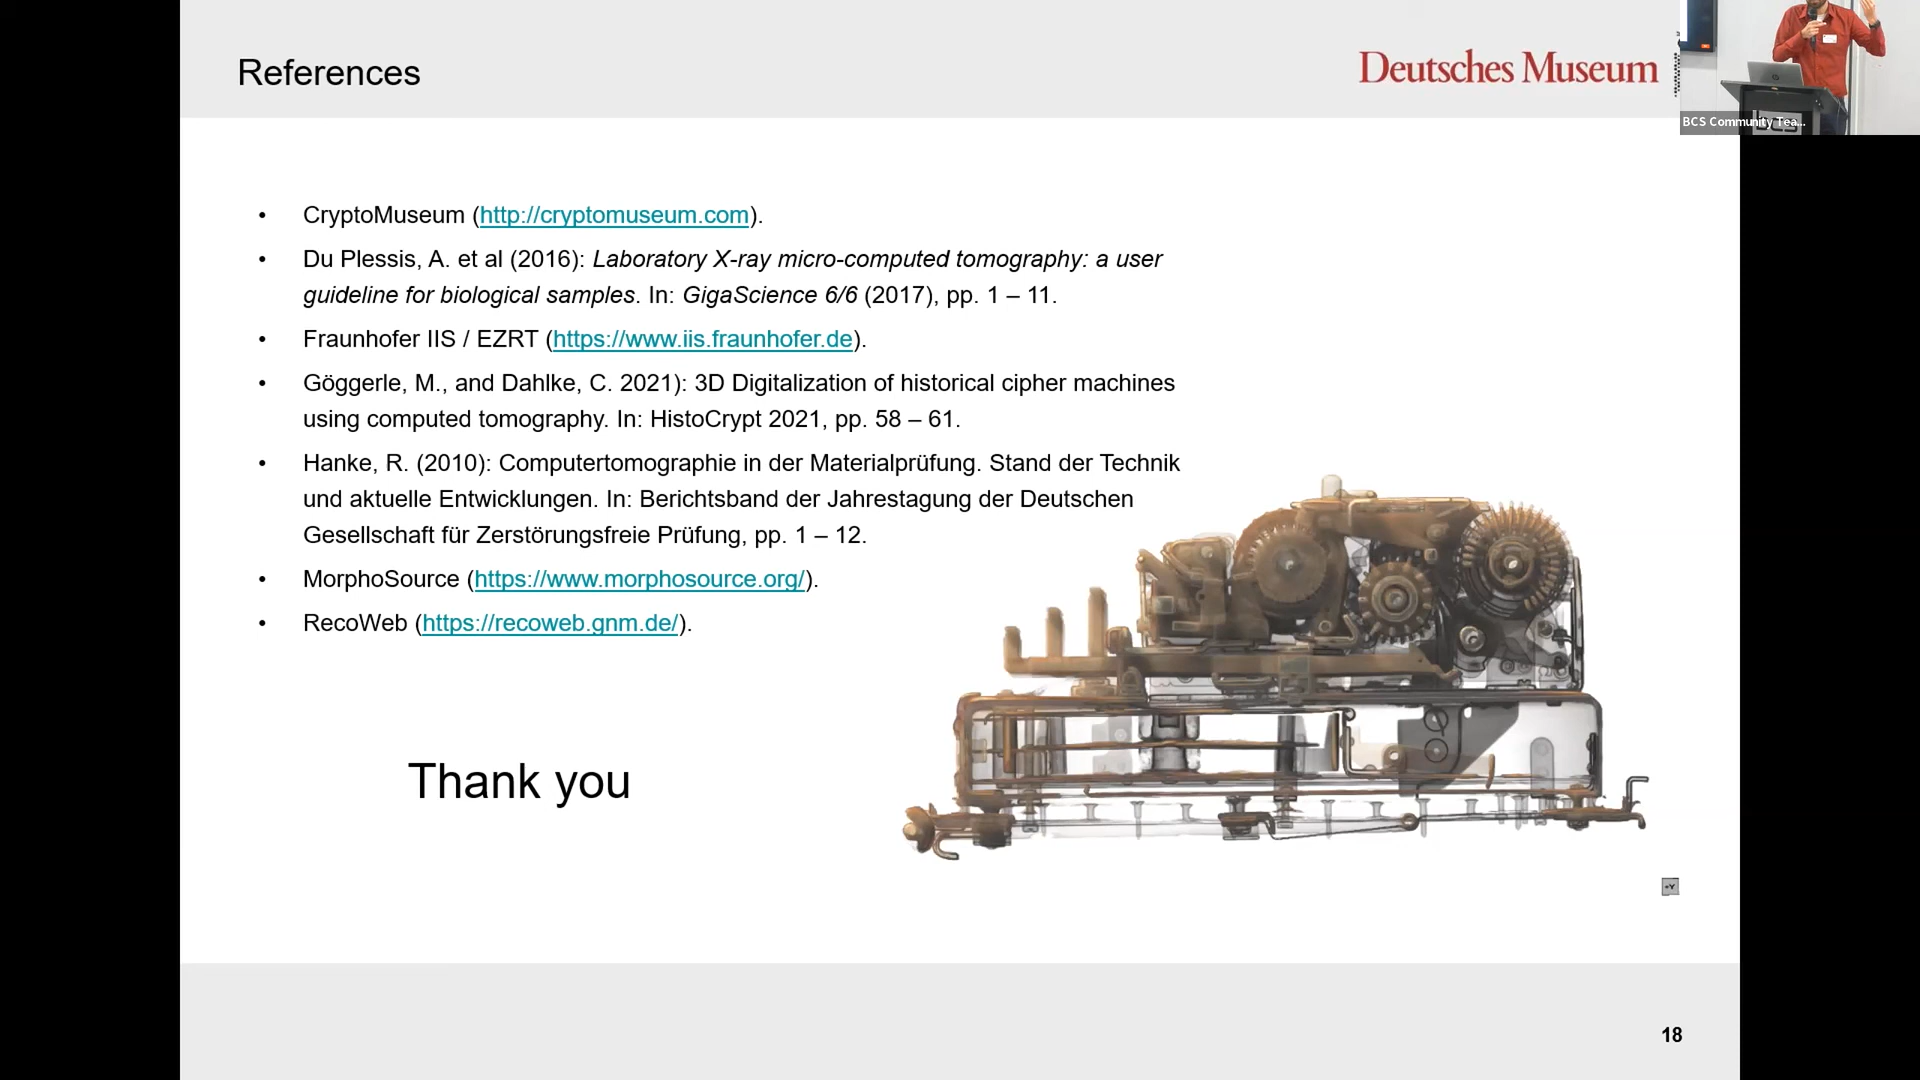 References
Deutsches Museum
BCS Community Tea...
• CryptoMuseum (http://cryptomuseum.com).
• Du Plessis, A. et al (2016): Laboratory X-ray micro-computed tomography: a user
guideline for biological samples. In: GigaScience 6/6 (2017), pp. 1 – 11.
• Fraunhofer IIS / EZRT (https://www.iis.fraunhofer.de).
• Göggerle, M., and Dahlke, C. 2021): 3D Digitalization of historical cipher machines
using computed tomography. In: HistoCrypt 2021, pp. 58 – 61.
• Hanke, R. (2010): Computertomographie in der Materialprüfung. Stand der Technik
und aktuelle Entwicklungen. In: Berichtsband der Jahrestagung der Deutschen
Gesellschaft für Zerstörungsfreie Prüfung, pp. 1 – 12.
• MorphoSource (https://www.morphosource.org/).
• RecoWeb (https://recoweb.gnm.de/).
Thank you
18